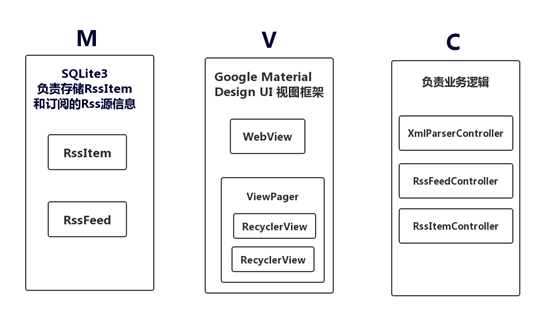 M
SQLite3
负责存储RssItem
和订阅的Rss源信息
RssItem
RssFeed
V
Google Material
Design UI 视图框架
WebView
ViewPager
RecyclerView
RecyclerView
C
负责业务逻辑
XmlParserController
RssFeedController
RssItemController